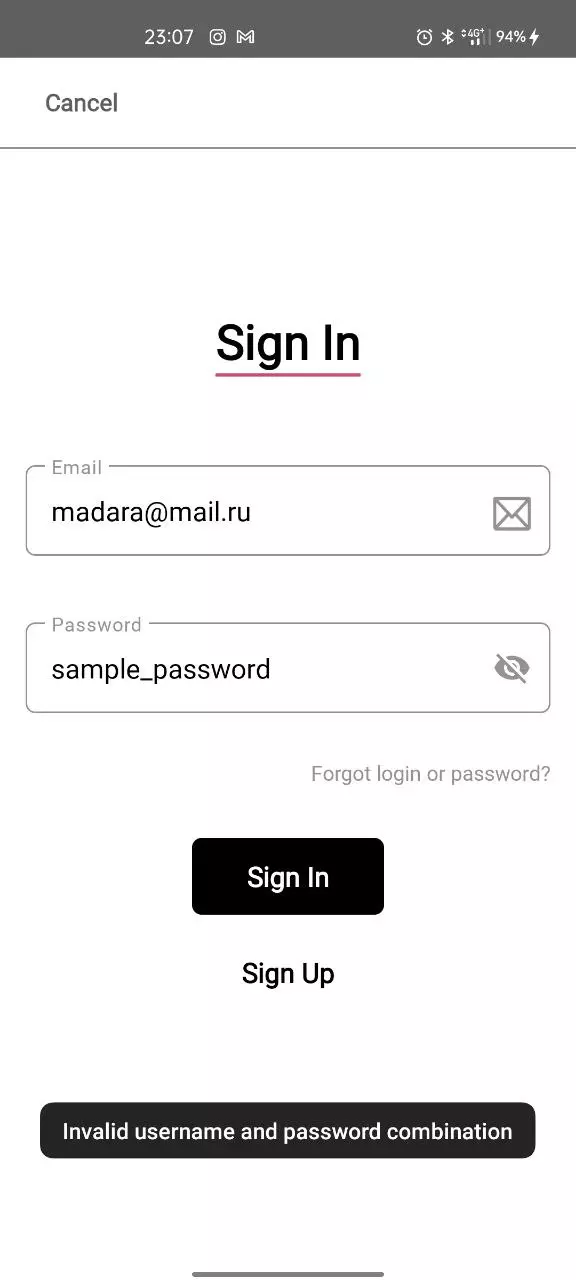 23:07 4G+ 94%
Cancel
Sign In
Email
madara@mail.ru
Password
sample_password
Forgot login or password?
Sign In
Sign Up
Invalid username and password combination